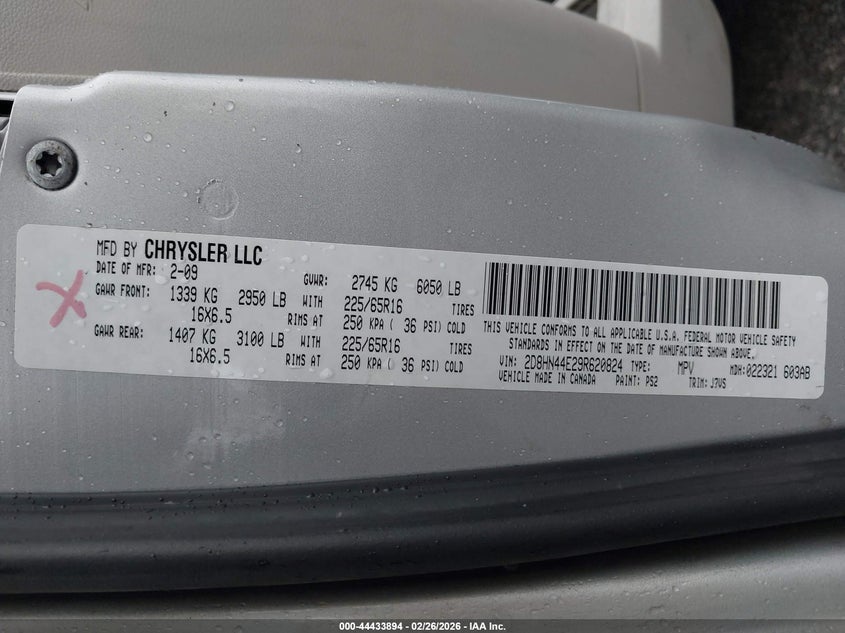 MFD BY CHRYSLER LLC
DATE OF MFR: 2-09 GVWR: 2745 KG 6050 LB
GAWR FRONT: 1339 KG 2950 LB WITH 225/65R16 TIRES
16X6.5 RIMS AT 250 KPA ( 36 PSI) COLD
GAWR REAR: 1407 KG 3100 LB WITH 225/65R16 TIRES
16X6.5 RIMS AT 250 KPA ( 36 PSI) COLD
THIS VEHICLE CONFORMS TO ALL APPLICABLE U.S.A. FEDERAL MOTOR VEHICLE SAFETY
STANDARDS IN EFFECT ON THE DATE OF MANUFACTURE SHOWN ABOVE.
VIN: 2D8HN44E29R620824 TYPE: MPV MDH: 022321 603AB
VEHICLE MADE IN CANADA PAINT: PS2 TRIM: J7VS
000-44433894 - 02/26/2026 - IAA Inc.